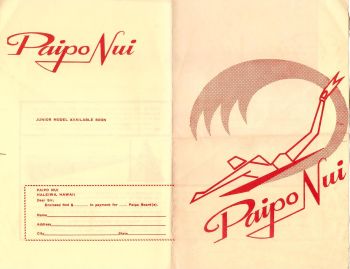 Paipo Nui
JUNIOR MODEL AVAILABLE SOON
PAIPO NUI
HALEIWA, HAWAII
Dear Sir:
Enclosed find $ ........ in payment for ...... Paipo Board(s).
Name
Address
City State
Paipo Nui